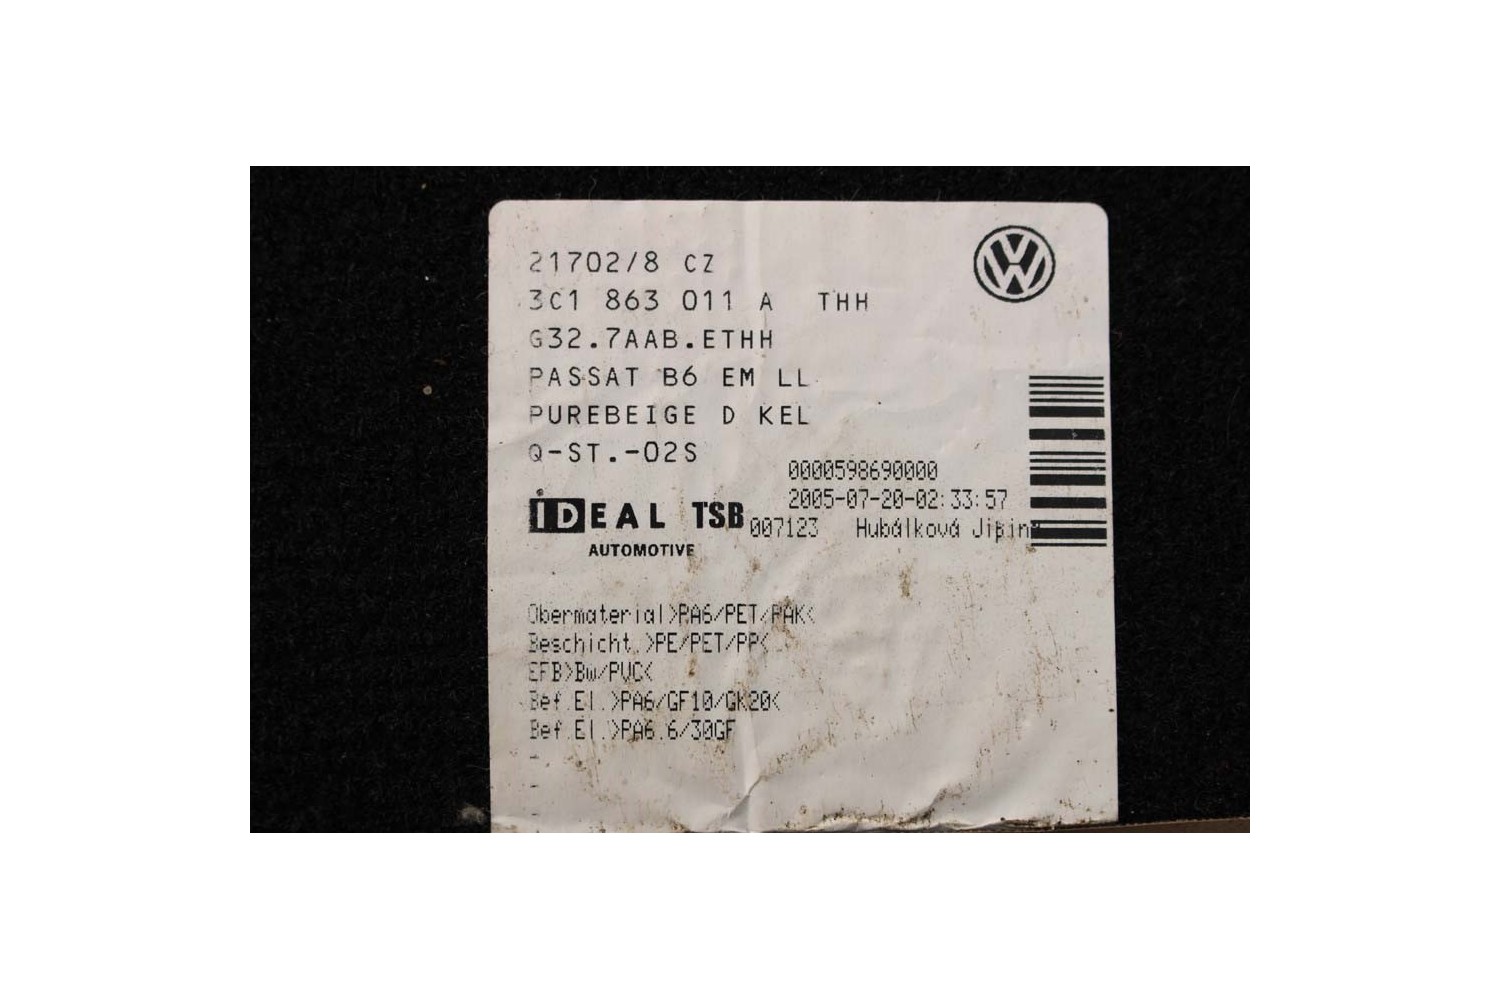 21702/8 CZ
3C1 863 011 A THH
G32.7AAB.ETHH
PASSAT B6 EM LL
PUREBEIGE D KEL
Q-ST.-02S
0000598690000
2005-07-20-02:33:57
iDEAL TSB
AUTOMOTIVE
007123 Hubálková
Obermaterial>PA6/PET/PAK<
Beschicht.>PE/PET/PP<
EFB>Bw/PVC<
Bef.El.>PA6/GF10/GK20<
Bef.El.>PA6.6/30GF
-